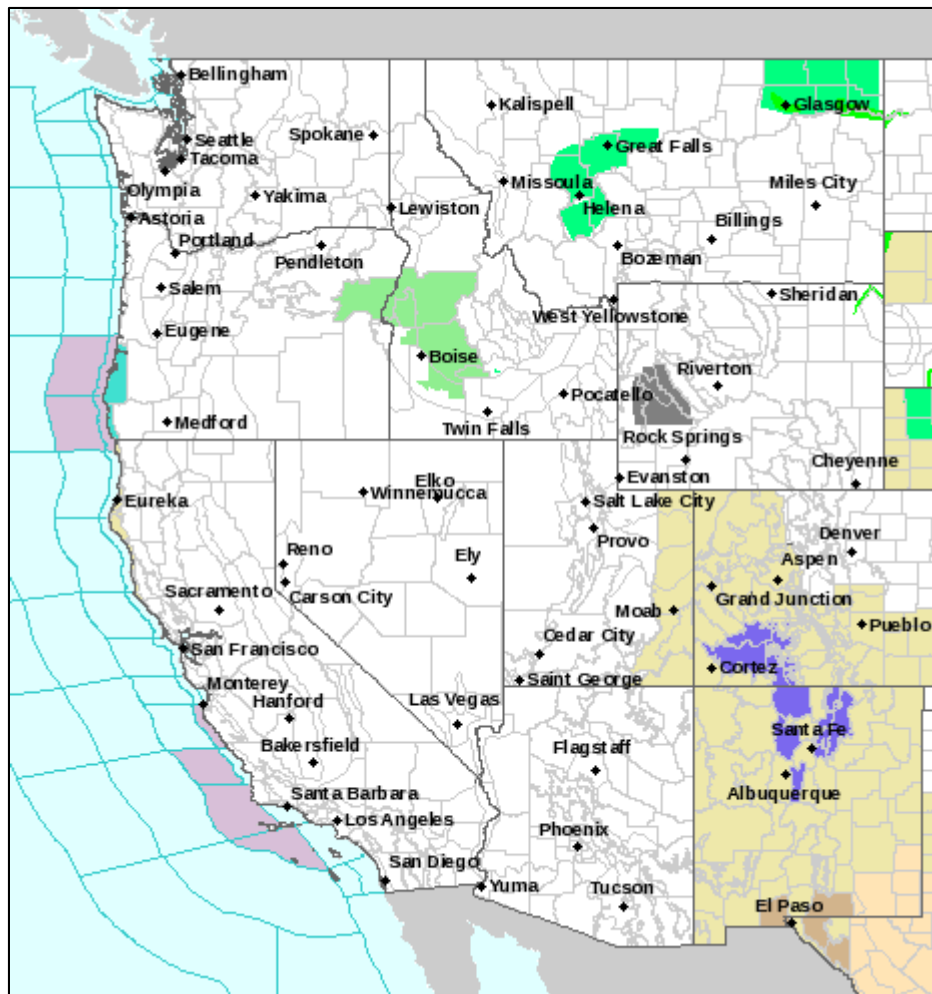 Bellingham
Kalispell
Glasgow
Seattle
Spokane
Great Falls
Tacoma
Missoula
Miles City
Olympia
Yakima
Lewiston
Helena
Astoria
Billings
Portland
Bozeman
Pendleton
Salem
Sheridan
West Yellowstone
Eugene
Boise
Riverton
Pocatello
Medford
Twin Falls
Rock Springs
Cheyenne
Evanston
Elko
Winnemucca
Eureka
Salt Lake City
Denver
Provo
Reno
Ely
Aspen
Carson City
Grand Junction
Sacramento
Moab
Pueblo
Cedar City
San Francisco
Cortez
Saint George
Monterey
Hanford
Las Vegas
Santa Fe
Bakersfield
Flagstaff
Santa Barbara
Albuquerque
Los Angeles
Phoenix
San Diego
Yuma
Tucson
El Paso